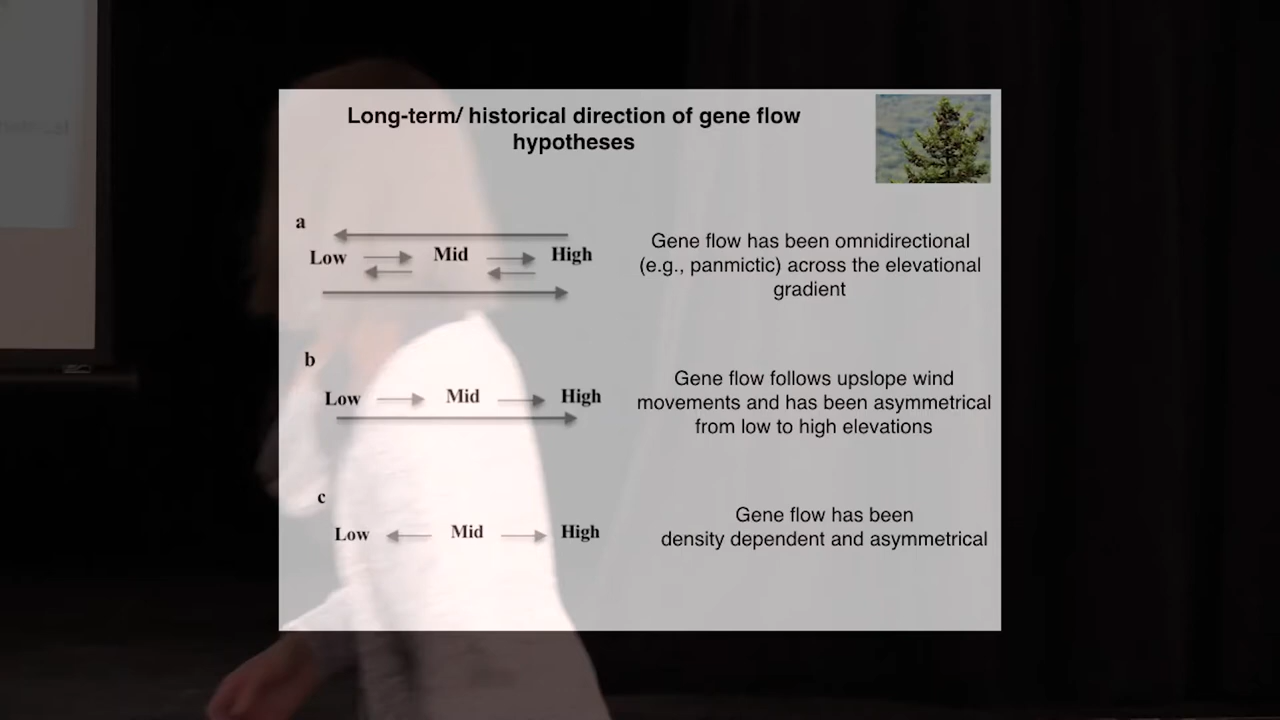 Long-term/ historical direction of gene flow
hypotheses
a
Low Mid High
Gene flow has been omnidirectional
(e.g., panmictic) across the elevational
gradient
b
Low Mid High
Gene flow follows upslope wind
movements and has been asymmetrical
from low to high elevations
c
Low Mid High
Gene flow has been
density dependent and asymmetrical